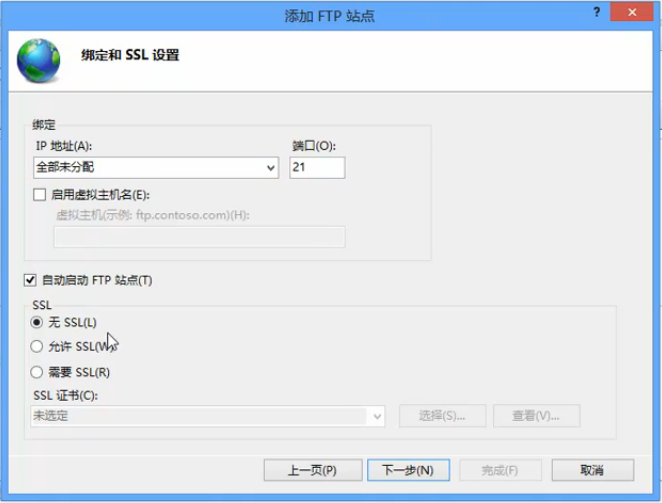 添加 FTP 站点
?
绑定和 SSL 设置
绑定
IP 地址(A):
端口(O):
全部未分配
21
启用虚拟主机名(E):
虚拟主机(示例: ftp.contoso.com)(H):
自动启动 FTP 站点(T)
SSL
无 SSL(L)
允许 SSL(W)
需要 SSL(R)
SSL 证书(C):
未选定
选择(S)...
查看(V)...
上一页(P)
下一步(N)
完成(F)
取消